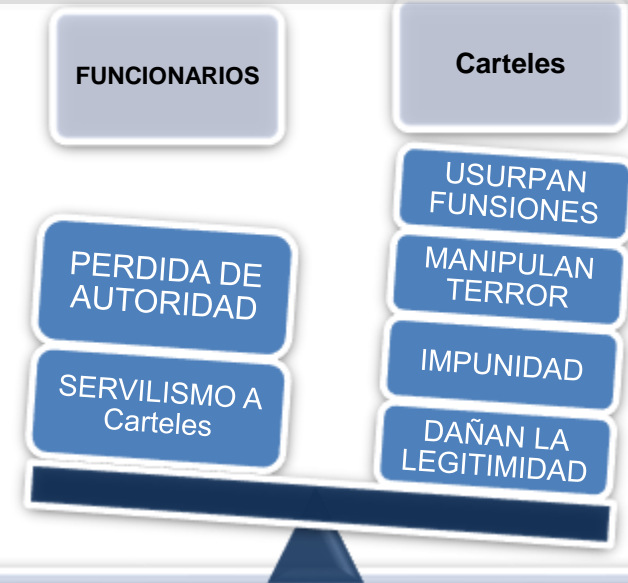 FUNCIONARIOS
PERDIDA DE
AUTORIDAD
SERVILISMO A
Carteles
Carteles
USURPAN
FUNSIONES
MANIPULAN
TERROR
IMPUNIDAD
DAÑAN LA
LEGITIMIDAD